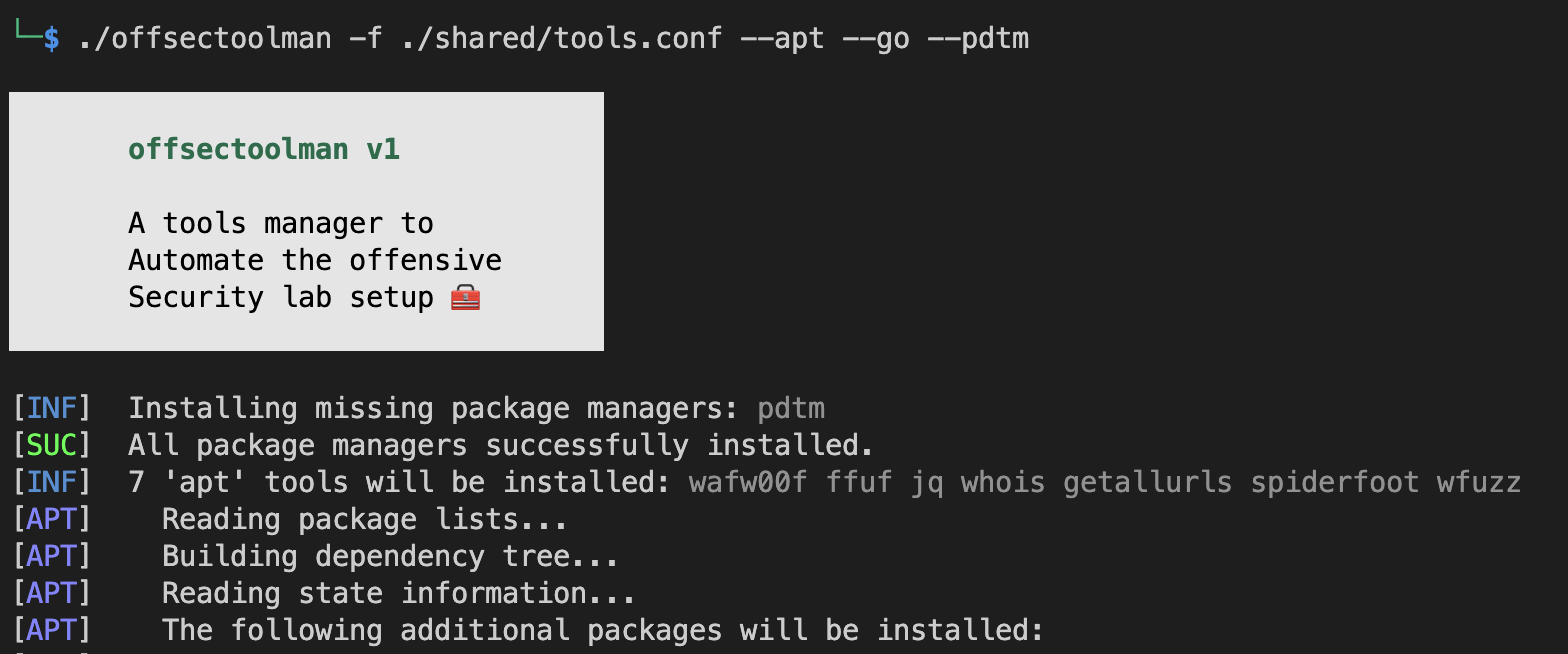 └─$ ./offsectoolman -f ./shared/tools.conf --apt --go --pdtm
offsectoolman v1
A tools manager to
Automate the offensive
Security lab setup 🧰
[INF] Installing missing package managers: pdtm
[SUC] All package managers successfully installed.
[INF] 7 'apt' tools will be installed: wafw00f ffuf jq whois getallurls spiderfoot wfuzz
[APT] Reading package lists...
[APT] Building dependency tree...
[APT] Reading state information...
[APT] The following additional packages will be installed: